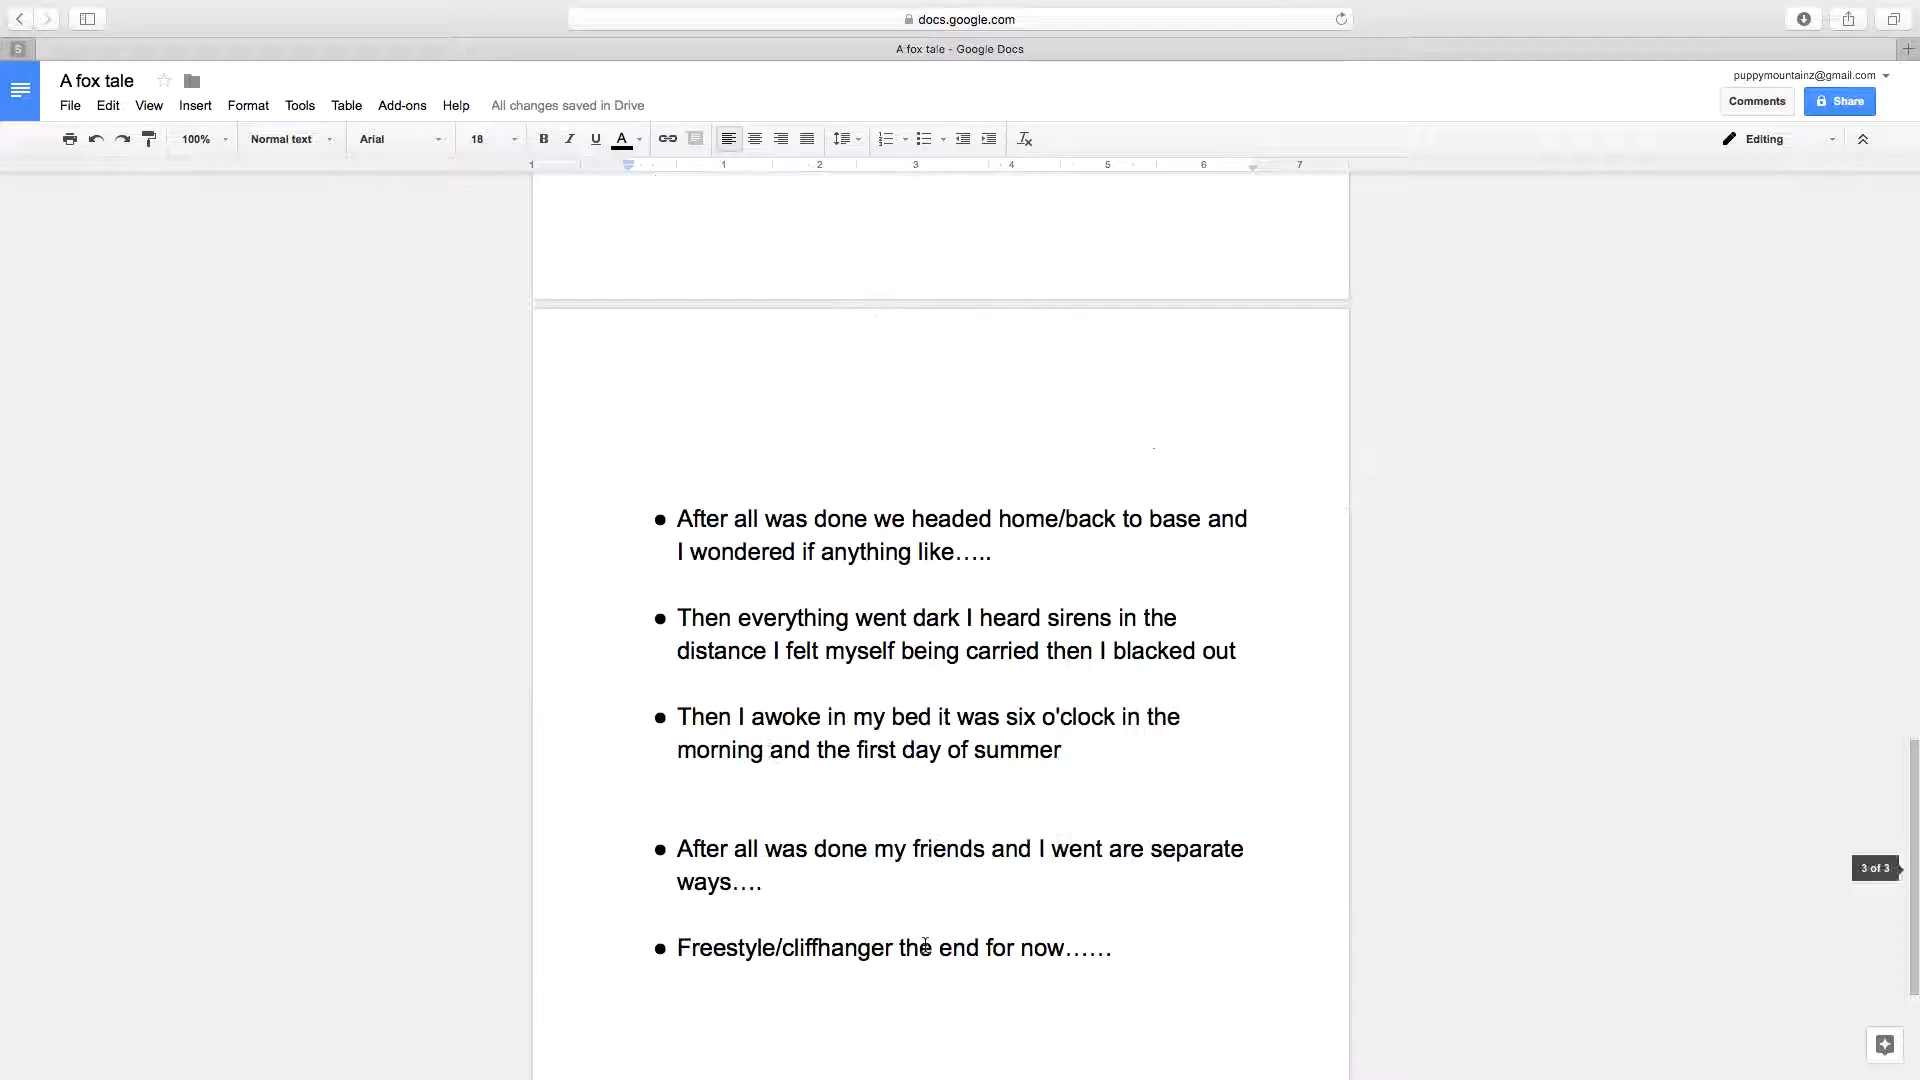 docs.google.com
S
A fox tale - Google Docs
A fox tale
puppymountainz@gmail.com
File Edit View Insert Format Tools Table Add-ons Help All changes saved in Drive
Comments
Share
100% Normal text Arial 18 B I U A Editing
1 1 2 3 4 5 6 7
● After all was done we headed home/back to base and
I wondered if anything like…..
● Then everything went dark I heard sirens in the
distance I felt myself being carried then I blacked out
● Then I awoke in my bed it was six o'clock in the
morning and the first day of summer
● After all was done my friends and I went are separate
ways….
3 of 3
● Freestyle/cliffhanger the end for now……